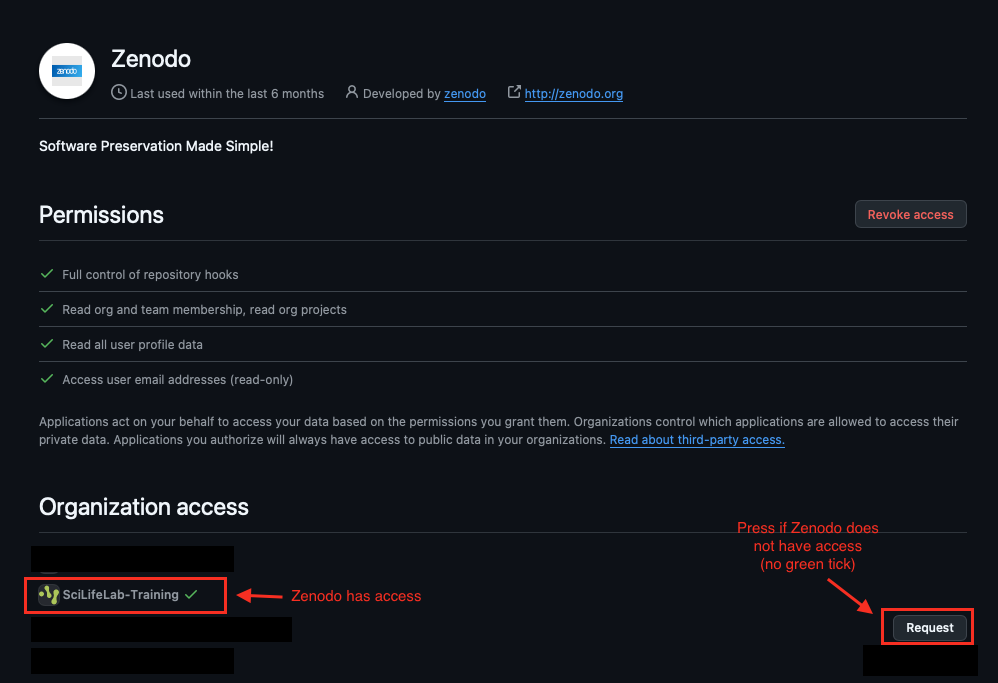 Zenodo
zenodo
Last used within the last 6 months Developed by zenodo http://zenodo.org
Software Preservation Made Simple!
Permissions
Revoke access
Full control of repository hooks
Read org and team membership, read org projects
Read all user profile data
Access user email addresses (read-only)
Applications act on your behalf to access your data based on the permissions you grant them. Organizations control which applications are allowed to access their
private data. Applications you authorize will always have access to public data in your organizations. Read about third-party access.
Organization access
Press if Zenodo does
not have access
(no green tick)
SciLifeLab-Training
Zenodo has access
Request